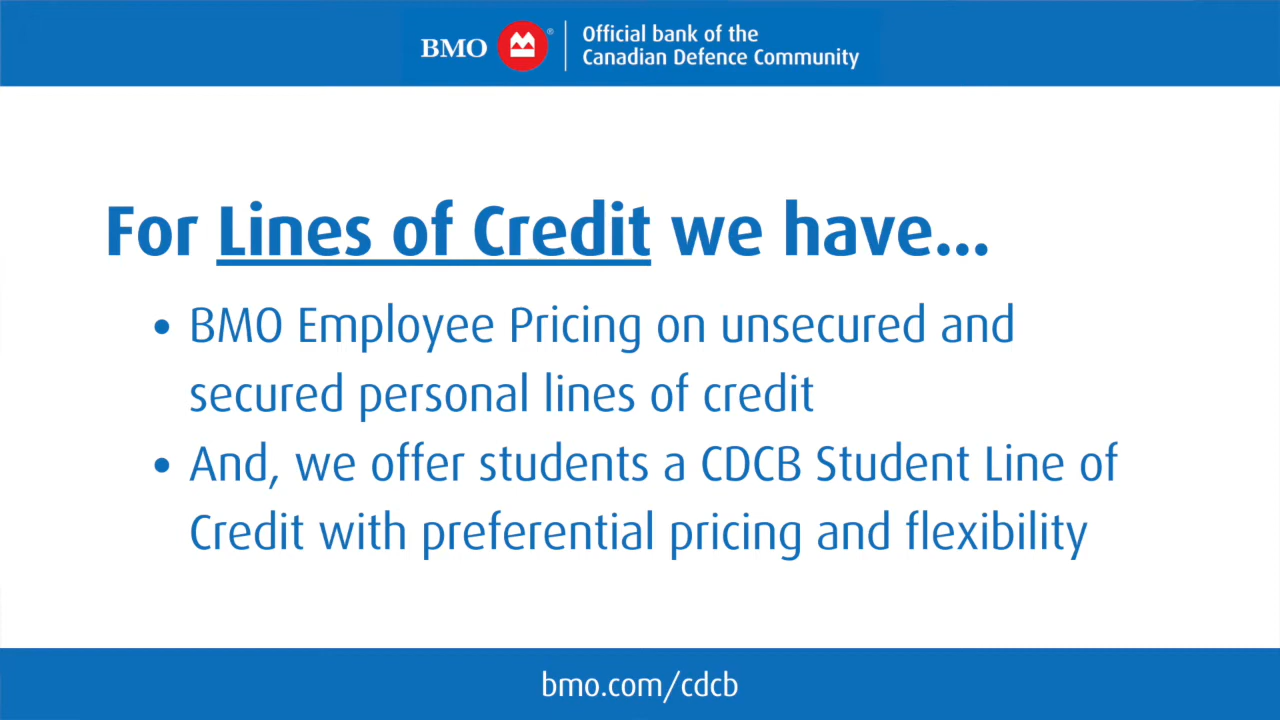 BMO
Official bank of the
Canadian Defence Community
For Lines of Credit we have...
• BMO Employee Pricing on unsecured and
secured personal lines of credit
• And, we offer students a CDCB Student Line of
Credit with preferential pricing and flexibility
bmo.com/cdcb